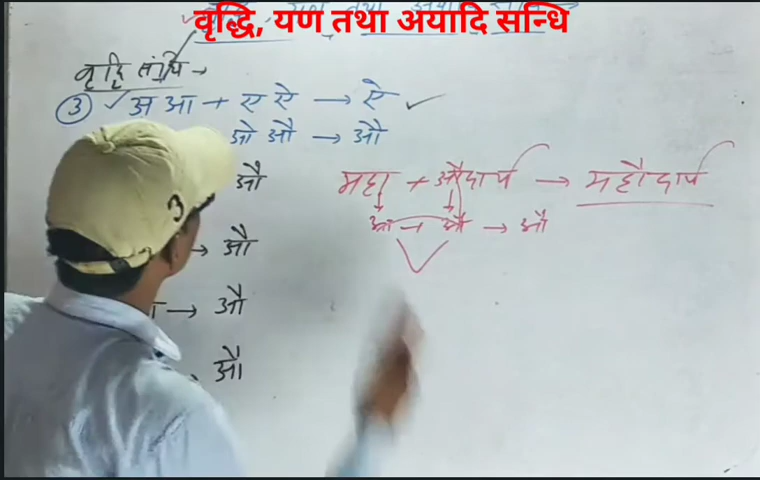 वृद्धि, यण तथा अयादि सन्धि
वृद्धि संधि →
③ ✓ अ आ + ए ऐ → ऐ ✓
ओ औ → औ
औ
महा + औदार्य → महौदार्य
आ + औ → औ
→ औ
→ औ
औ